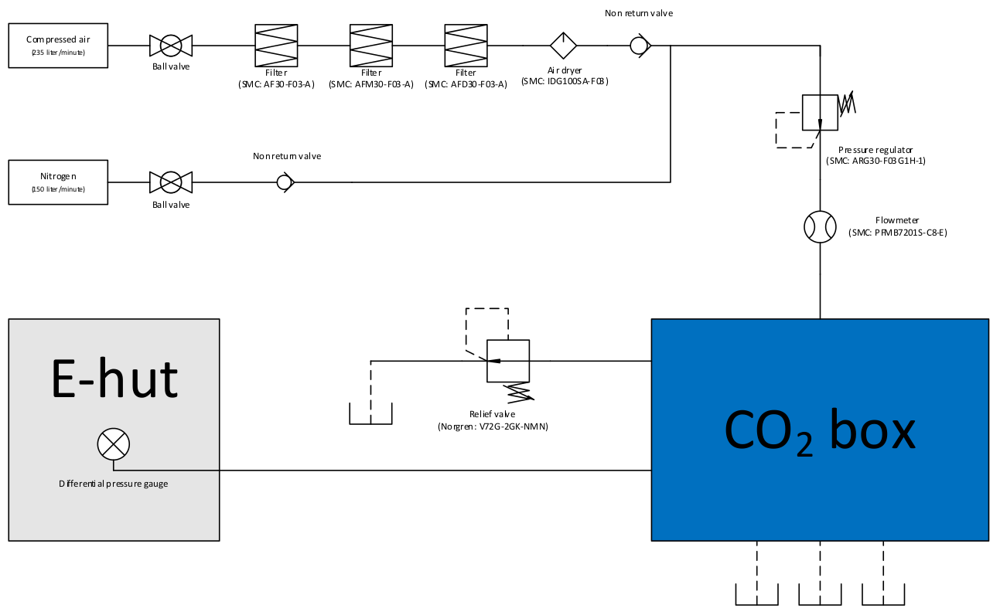 Non return valve
Compressed air
(235 liter/minute)
Ball valve
Filter
(SMC: AF30-F03-A)
Filter
(SMC: AFM30-F03-A)
Filter
(SMC: AFD30-F03-A)
Air dryer
(SMC: IDG100SA-F03)
Pressure regulator
(SMC: ARG30-F03G1H-1)
Non return valve
Nitrogen
(150 liter/minute)
Ball valve
Flowmeter
(SMC: PFMB7201S-C8-E)
E-hut
Relief valve
(Norgren: V72G-2GK-NMN)
CO₂ box
Differential pressure gauge